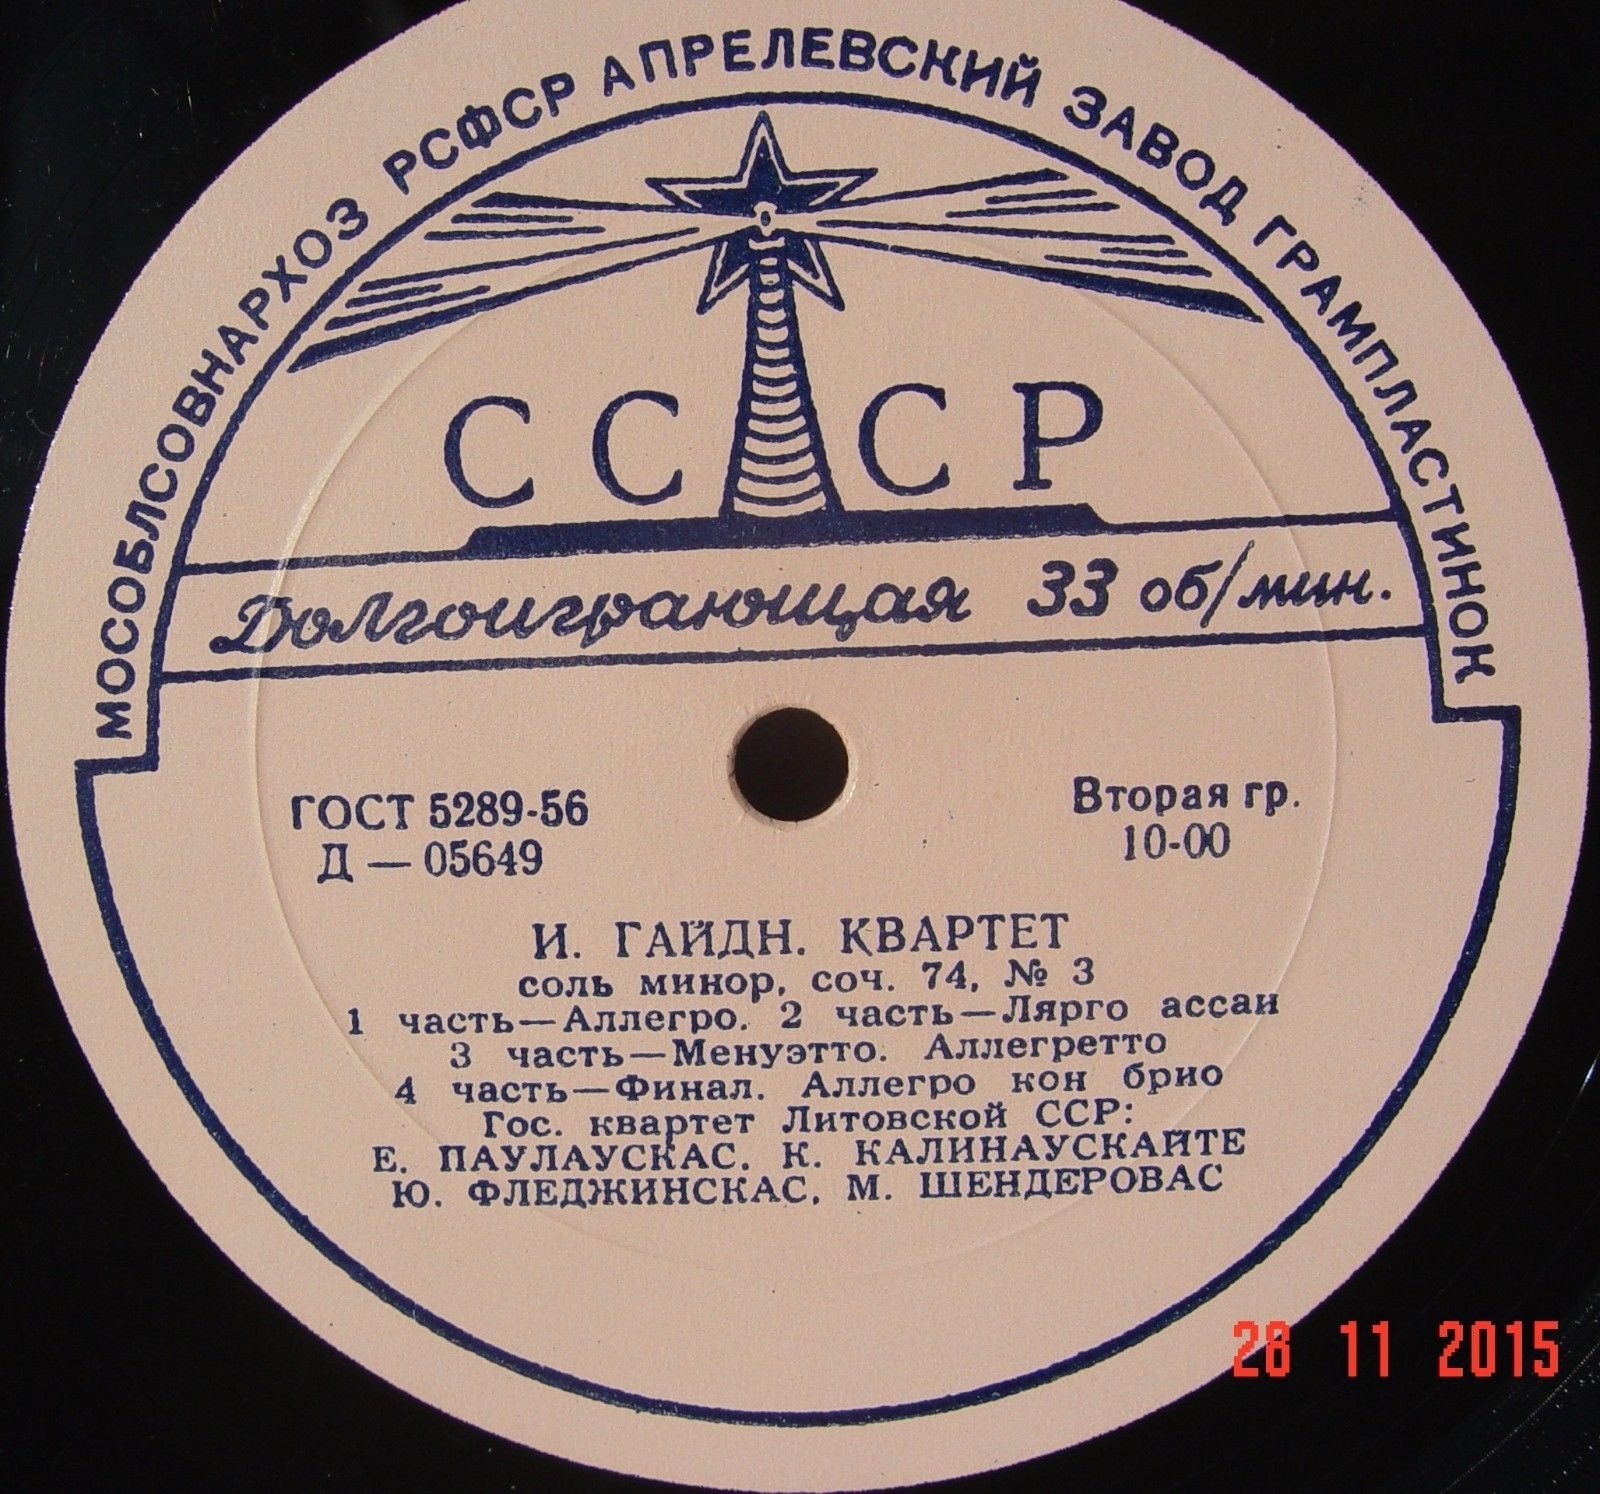 МОСОБЛСОВНАРХОЗ РСФСР АПРЕЛЕВСКИЙ ЗАВОД ГРАМПЛАСТИНОК
СССР
Долгоиграющая 33 об/мин.
ГОСТ 5289-56
Д — 05649
Вторая гр.
10-00
И. ГАЙДН. КВАРТЕТ
соль минор, соч. 74, № 3
1 часть—Аллегро. 2 часть—Лярго ассаи
3 часть—Менуэтто. Аллегретто
4 часть—Финал. Аллегро кон брио
Гос. квартет Литовской ССР:
Е. ПАУЛАУСКАС, К. КАЛИНАУСКАЙТЕ
Ю. ФЛЕДЖИНСКАС, М. ШЕНДЕРОВАС
28 11 2015